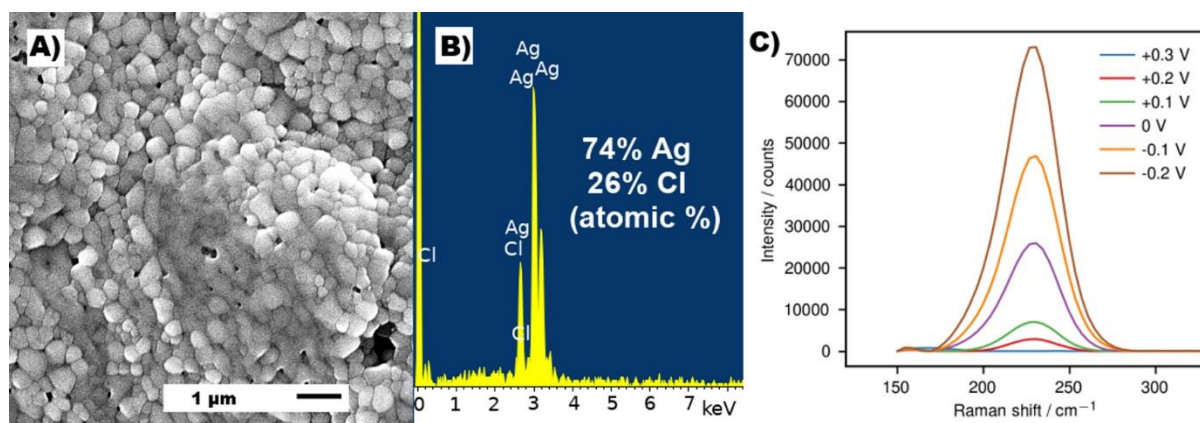 A)
1 μm
B)
Ag
Ag Ag
Ag
Cl
Cl
Cl
74% Ag
26% Cl
(atomic %)
0 1 2 3 4 5 6 7 keV
C)
Intensity / counts
70000
60000
50000
40000
30000
20000
10000
0
150 200 250 300
Raman shift / cm⁻¹
+0.3 V
+0.2 V
+0.1 V
0 V
-0.1 V
-0.2 V